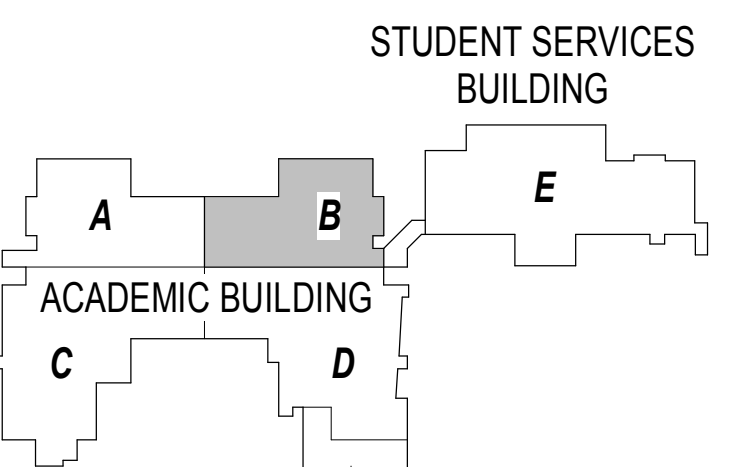 STUDENT SERVICES
BUILDING
A
B
E
ACADEMIC BUILDING
C
D